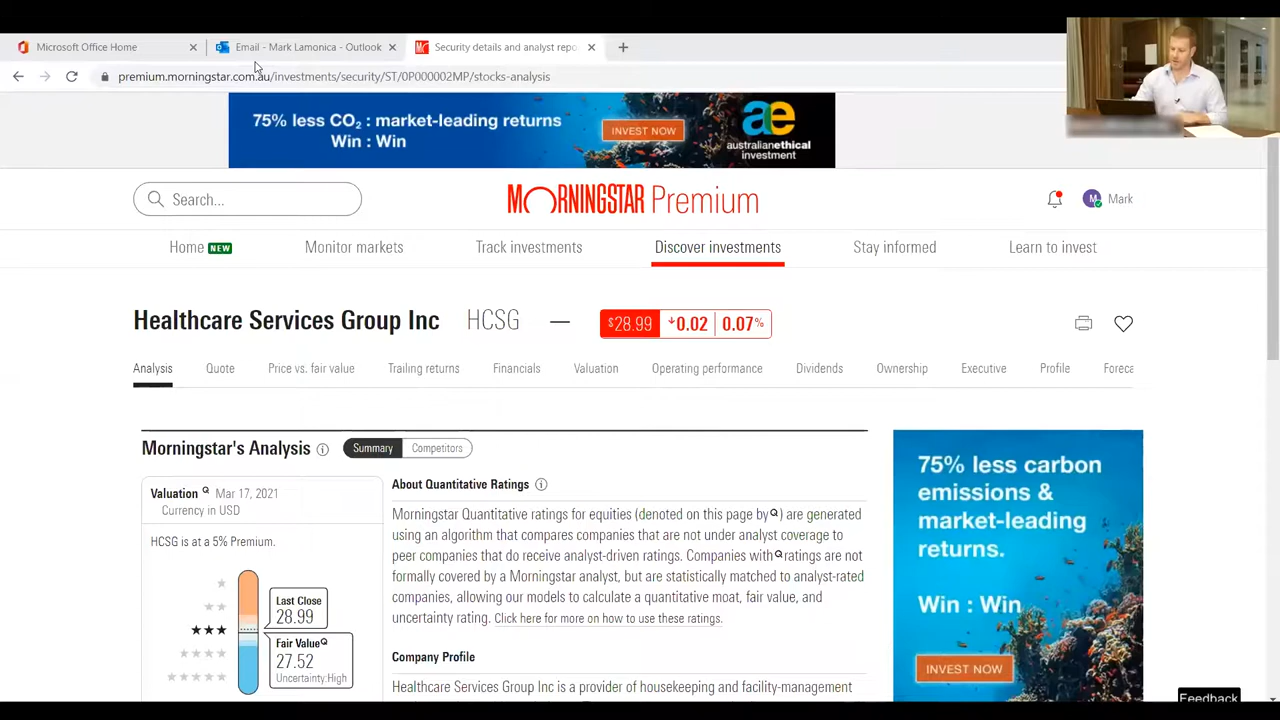 Microsoft Office Home
Email - Mark Lamonica - Outlook
Security details and analyst repo
premium.morningstar.com.au/investments/security/ST/0P000002MP/stocks-analysis
75% less CO₂ : market-leading returns
Win : Win
INVEST NOW
ae
australianethical
investment
Search...
MORNINGSTAR Premium
M
Mark
Home NEW
Monitor markets
Track investments
Discover investments
Stay informed
Learn to invest
Healthcare Services Group Inc
HCSG
—
$28.99
0.02
0.07%
Analysis
Quote
Price vs. fair value
Trailing returns
Financials
Valuation
Operating performance
Dividends
Ownership
Executive
Profile
Foreca
Morningstar's Analysis
Summary
Competitors
Valuation Q Mar 17, 2021
Currency in USD
HCSG is at a 5% Premium.
Last Close
28.99
Fair Value Q
27.52
Uncertainty:High
About Quantitative Ratings
Morningstar Quantitative ratings for equities (denoted on this page by Q) are generated
using an algorithm that compares companies that are not under analyst coverage to
peer companies that do receive analyst-driven ratings. Companies with Q ratings are not
formally covered by a Morningstar analyst, but are statistically matched to analyst-rated
companies, allowing our models to calculate a quantitative moat, fair value, and
uncertainty rating. Click here for more on how to use these ratings.
Company Profile
Healthcare Services Group Inc is a provider of housekeeping and facility-management
75% less carbon
emissions &
market-leading
returns.
Win : Win
INVEST NOW
Feedback